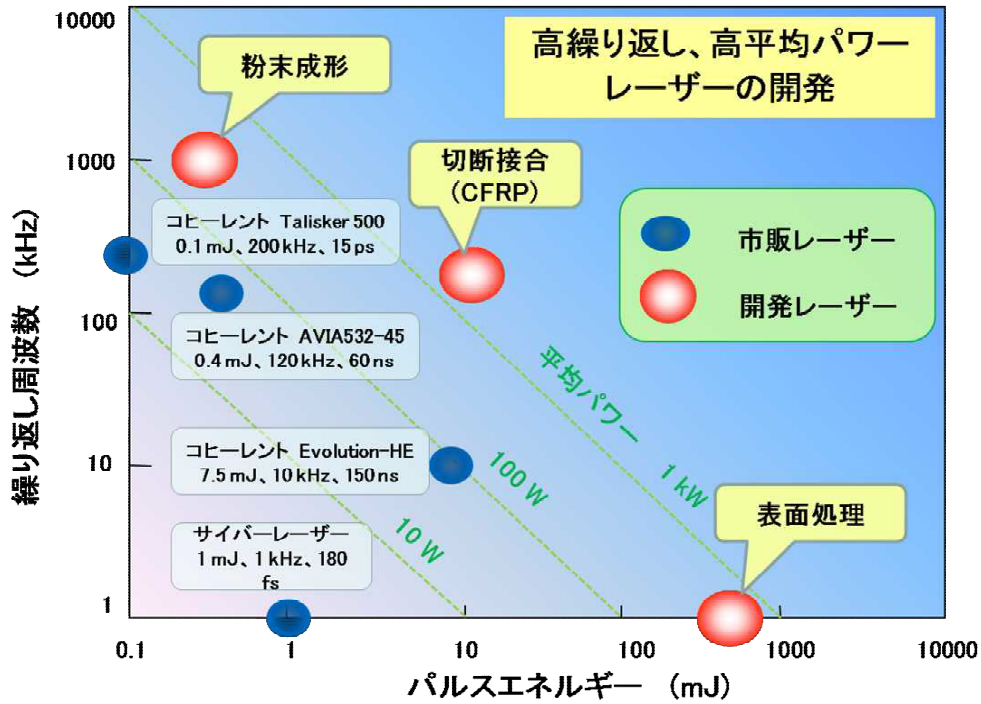 高繰り返し、高平均パワー
レーザーの開発
粉末成形
切断接合
(CFRP)
市販レーザー
開発レーザー
コヒーレント Talisker 500
0.1 mJ、200 kHz、15 ps
コヒーレント AVIA532-45
0.4 mJ、120 kHz、60 ns
コヒーレント Evolution-HE
7.5 mJ、10 kHz、150 ns
サイバーレーザー
1 mJ、1 kHz、180
fs
表面処理
平均パワー
1 kW
100 W
10 W
繰り返し周波数 (kHz)
10000
1000
100
10
1
0.1
1
10
100
1000
10000
パルスエネルギー (mJ)